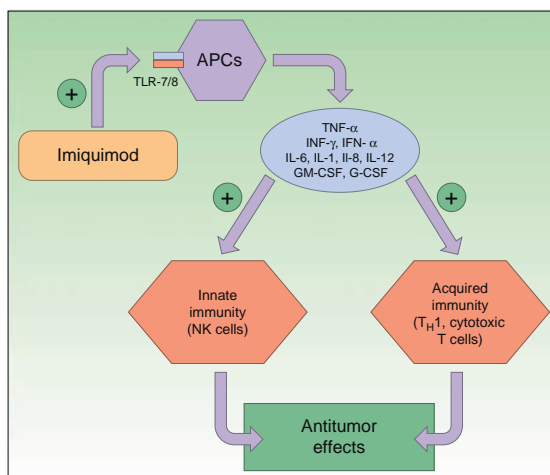 APCs
TLR-7/8
+
Imiquimod
TNF-α
INF-γ, IFN- α
IL-6, IL-1, Il-8, IL-12
GM-CSF, G-CSF
+
+
Innate
immunity
(NK cells)
Acquired
immunity
(TH1, cytotoxic
T cells)
Antitumor
effects